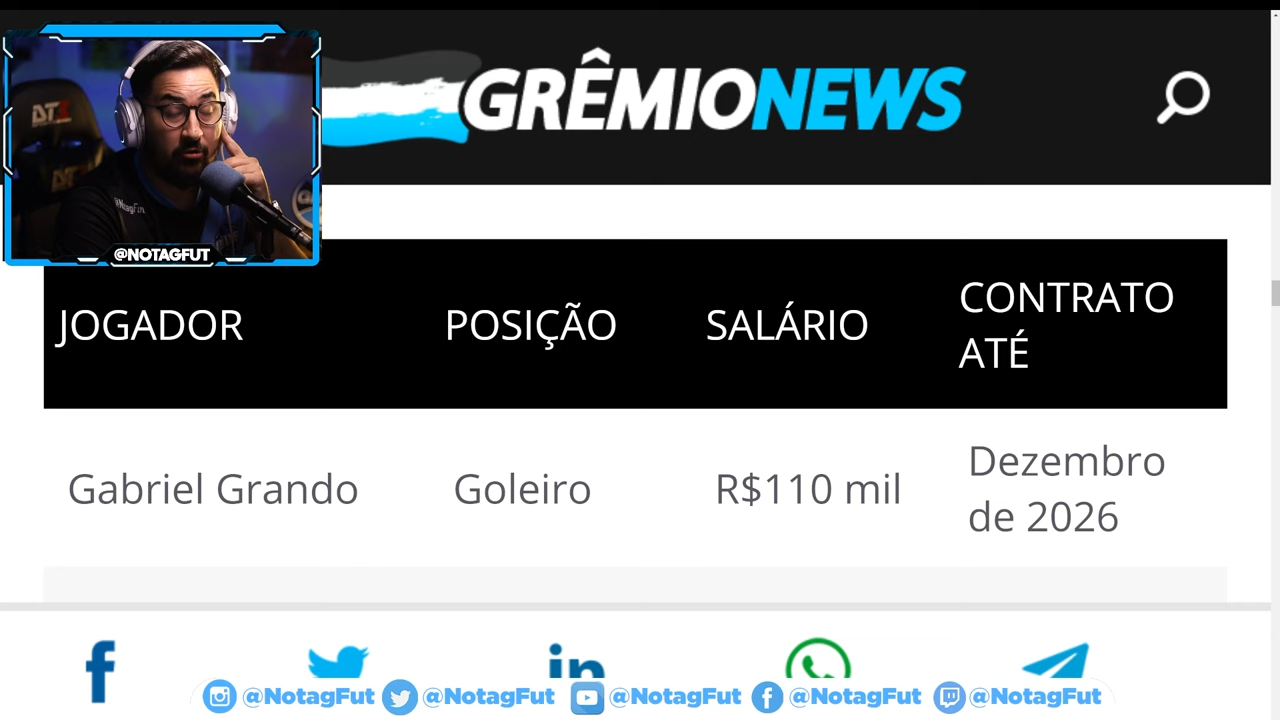 GRÊMIONEWS
@NOTAGFUT
JOGADOR POSIÇÃO SALÁRIO CONTRATO ATÉ
Gabriel Grando Goleiro R$110 mil Dezembro de 2026
@NotagFut @NotagFut @NotagFut @NotagFut @NotagFut